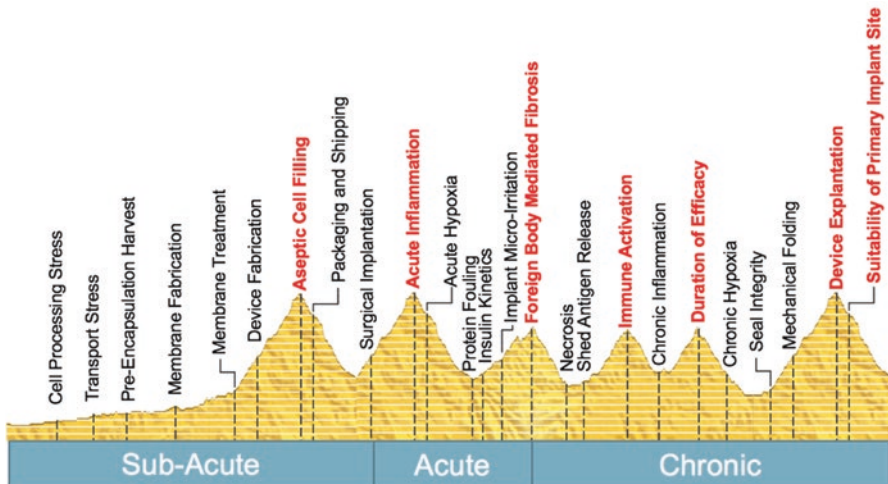 Cell Processing Stress
Transport Stress
Pre-Encapsulation Harvest
Membrane Fabrication
Membrane Treatment
Device Fabrication
Aseptic Cell Filling
Packaging and Shipping
Surgical Implantation
Acute Inflammation
Acute Hypoxia
Protein Fouling
Insulin Kinetics
Implant Micro-Irritation
Foreign Body Mediated Fibrosis
Necrosis
Shed Antigen Release
Immune Activation
Chronic Inflammation
Duration of Efficacy
Chronic Hypoxia
Seal Integrity
Mechanical Folding
Device Explantation
Suitability of Primary Implant Site
Sub-Acute
Acute
Chronic